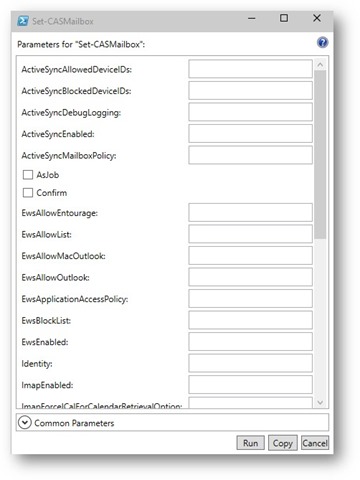 Set-CASMailbox
Parameters for "Set-CASMailbox":
ActiveSyncAllowedDeviceIDs:
ActiveSyncBlockedDeviceIDs:
ActiveSyncDebugLogging:
ActiveSyncEnabled:
ActiveSyncMailboxPolicy:
AsJob
Confirm
EwsAllowEntourage:
EwsAllowList:
EwsAllowMacOutlook:
EwsAllowOutlook:
EwsApplicationAccessPolicy:
EwsBlockList:
EwsEnabled:
Identity:
ImapEnabled:
ImapForceICalForCalendarRetrievalOption:
Common Parameters
Run Copy Cancel